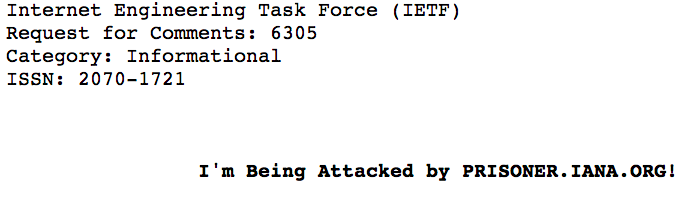 Internet Engineering Task Force (IETF)
Request for Comments: 6305
Category: Informational
ISSN: 2070-1721
I'm Being Attacked by PRISONER.IANA.ORG!